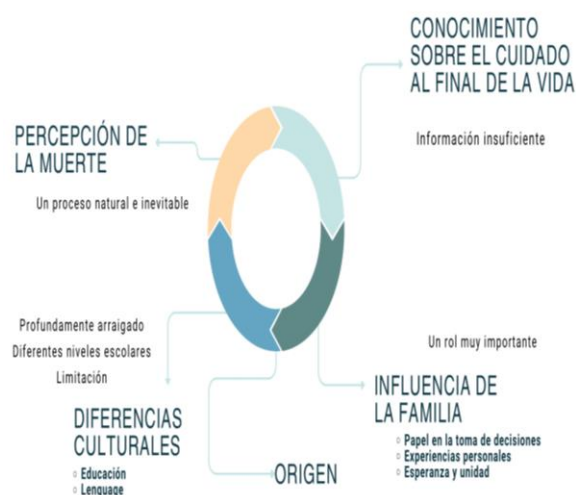 CONOCIMIENTO
SOBRE EL CUIDADO
AL FINAL DE LA VIDA
Información insuficiente
PERCEPCIÓN DE
LA MUERTE
Un proceso natural e inevitable
Profundamente arraigado
Diferentes niveles escolares
Limitación
DIFERENCIAS
CULTURALES
Educación
Lenguage
Un rol muy importante
INFLUENCIA DE
LA FAMILIA
Papel en la toma de decisiones
Experiencias personales
Esperanza y unidad
ORIGEN